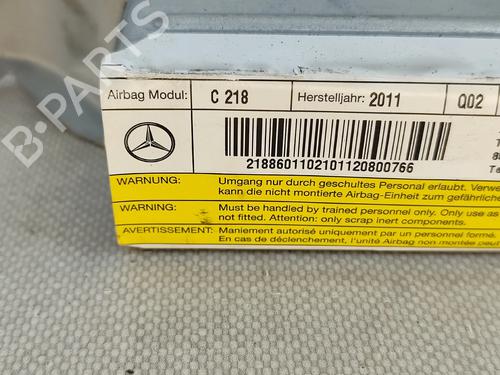 B-PARTS
Airbag Modul: C 218 Herstelljahr: 2011 Q02
21886011021011208007​66
WARNUNG: Umgang nur durch geschultes Personal erlaubt. Verwe
kann die nicht montierte Airbag-Einheit zum gefährliche
WARNING: Must be handled by trained personnel only. Only use as
not fitted. Attention: only scrap inert components.
AVERTISSEMENT: Maniement autorisé uniquement par un personnel formé.
En cas de déclenchement, l'unité Airbag non montée peut